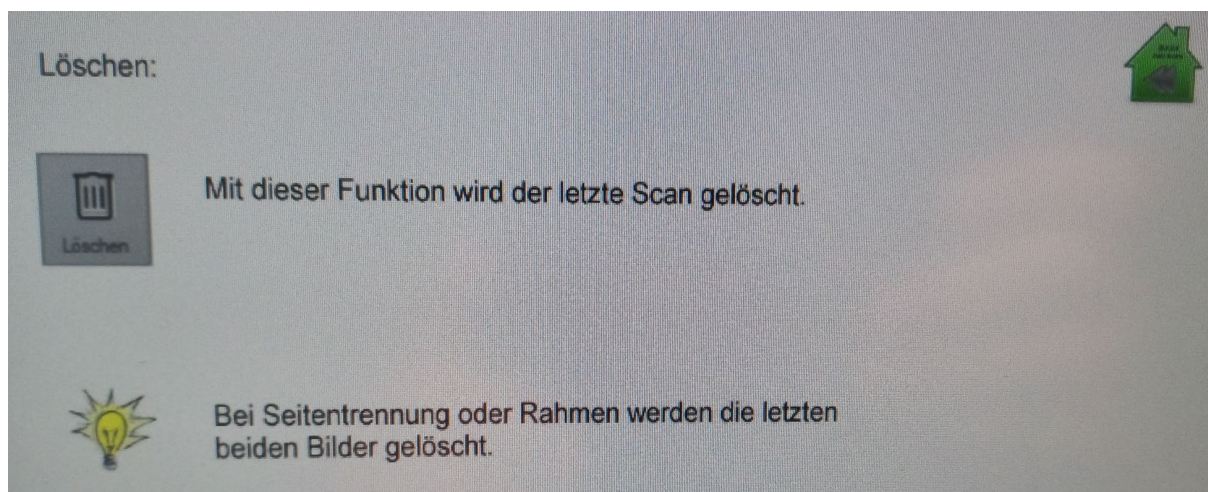 Löschen:
Mit dieser Funktion wird der letzte Scan gelöscht.
Löschen
Bei Seitentrennung oder Rahmen werden die letzten
beiden Bilder gelöscht.